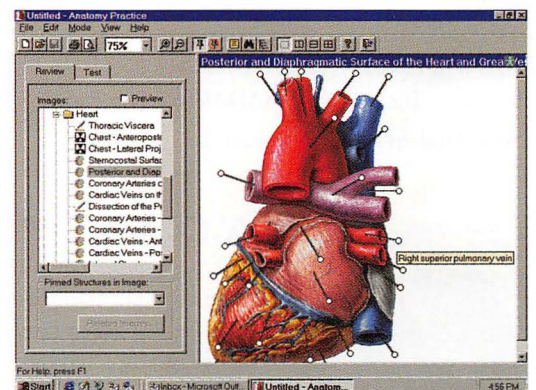 Untitled - Anatomy Practice
File Edit Mode View Help
75%
Posterior and Diaphragmatic Surface of the Heart and Great Ves
Review Test
Images: Preview
Heart
Thoracic Viscera
Chest - Anteroposte
Chest - Lateral Proj
Sternocostal Surfac
Posterior and Diap
Coronary Arteries c
Cardiac Veins on th
Dissection of the Pi
Coronary Arteries -
Coronary Arteries -
Cardiac Veins - Ant
Cardiac Veins - Pos
Right superior pulmonary vein
Pinned Structures in Image:
For Help, press F1
Start Inbox - Microsoft Outl... Untitled - Anatom... 4:56 PM